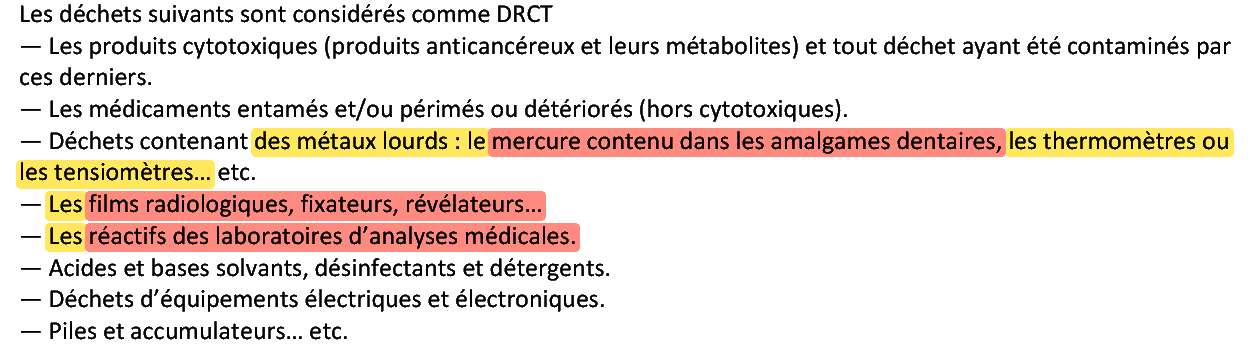 Les déchets suivants sont considérés comme DRCT
— Les produits cytotoxiques (produits anticancéreux et leurs métabolites) et tout déchet ayant été contaminés par
ces derniers.
— Les médicaments entamés et/ou périmés ou détériorés (hors cytotoxiques).
— Déchets contenant des métaux lourds : le mercure contenu dans les amalgames dentaires, les thermomètres ou
les tensiomètres… etc.
— Les films radiologiques, fixateurs, révélateurs…
— Les réactifs des laboratoires d’analyses médicales.
— Acides et bases solvants, désinfectants et détergents.
— Déchets d’équipements électriques et électroniques.
— Piles et accumulateurs… etc.